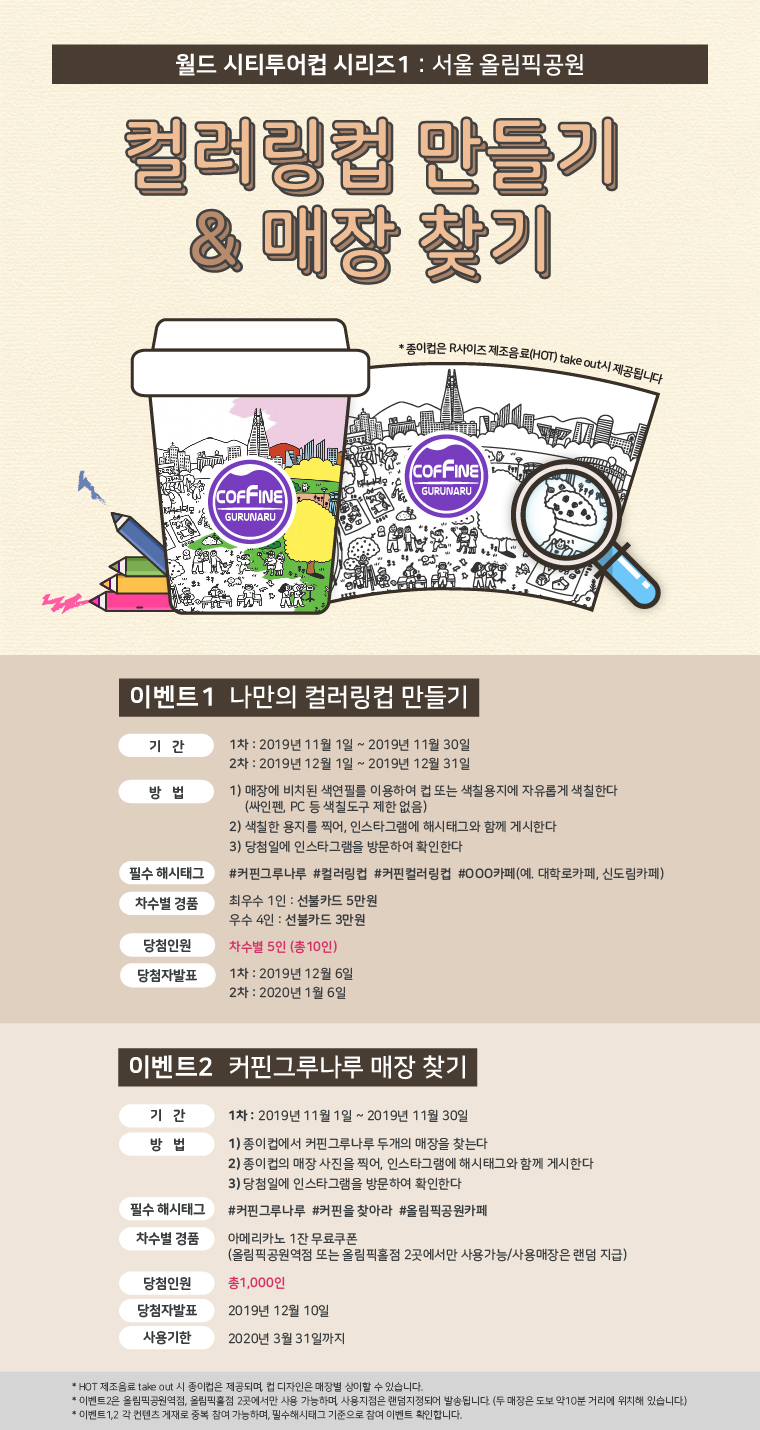 월드 시티투어컵 시리즈1 : 서울 올림픽공원
컬러링컵 만들기
& 매장 찾기
* 종이컵은 R사이즈 제조음료(HOT) take out시 제공됩니다
COFFINE
GURUNARU
COFFINE
GURUNARU
이벤트1 나만의 컬러링컵 만들기
기 간
1차 : 2019년 11월 1일 ~ 2019년 11월 30일
2차 : 2019년 12월 1일 ~ 2019년 12월 31일
방 법
1) 매장에 비치된 색연필를 이용하여 컵 또는 색칠용지에 자유롭게 색칠한다
(싸인펜, PC 등 색칠도구 제한 없음)
2) 색칠한 용지를 찍어, 인스타그램에 해시태그와 함께 게시한다
3) 당첨일에 인스타그램을 방문하여 확인한다
필수 해시태그
#커핀그루나루 #컬러링컵 #커핀컬러링컵 #OOO카페(예. 대학로카페, 신도림카페)
차수별 경품
최우수 1인 : 선불카드 5만원
우수 4인 : 선불카드 3만원
당첨인원
차수별 5인 (총10인)
당첨자발표
1차 : 2019년 12월 6일
2차 : 2020년 1월 6일
이벤트2 커핀그루나루 매장 찾기
기 간
1차 : 2019년 11월 1일 ~ 2019년 11월 30일
방 법
1) 종이컵에서 커핀그루나루 두개의 매장을 찾는다
2) 종이컵의 매장 사진을 찍어, 인스타그램에 해시태그와 함께 게시한다
3) 당첨일에 인스타그램을 방문하여 확인한다
필수 해시태그
#커핀그루나루 #커핀을 찾아라 #올림픽공원카페
차수별 경품
아메리카노 1잔 무료쿠폰
(올림픽공원역점 또는 올림픽홀점 2곳에서만 사용가능/사용매장은 랜덤 지급)
당첨인원
총1,000인
당첨자발표
2019년 12월 10일
사용기한
2020년 3월 31일까지
* HOT 제조음료 take out 시 종이컵은 제공되며, 컵 디자인은 매장별 상이할 수 있습니다.
* 이벤트2은 올림픽공원역점, 올림픽홀점 2곳에서만 사용 가능하며, 사용지점은 랜덤지정되어 발송됩니다. (두 매장은 도보 약10분 거리에 위치해 있습니다.)
* 이벤트1,2 각 컨텐츠 게재로 중복 참여 가능하며, 필수해시태그 기준으로 참여 이벤트 확인합니다.